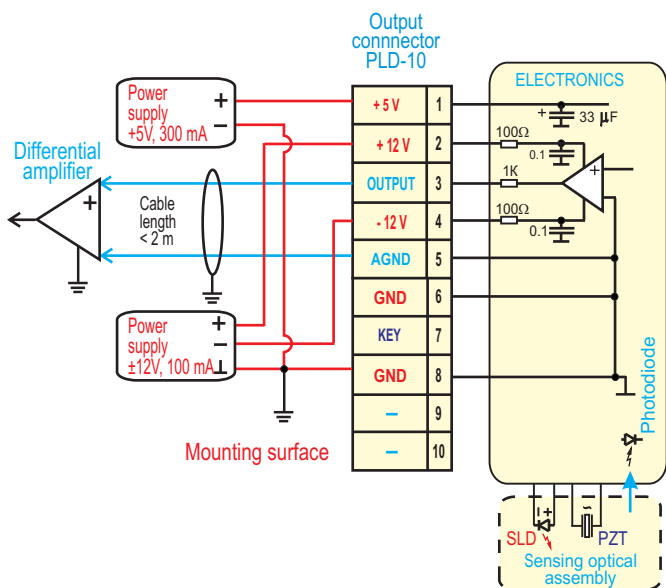 Output
connnector
PLD-10
ELECTRONICS
Power
supply
+5V, 300 mA
+
−
+ 5 V
1
+
33 µF
+ 12 V
2
100Ω
0.1
Differential
amplifier
+
Cable
length
< 2 m
OUTPUT
3
1K
+
- 12 V
4
100Ω
0.1
AGND
5
GND
6
Power
supply
±12V, 100 mA
+
−
⊥
KEY
7
GND
8
–
9
–
10
Mounting surface
Photodiode
− +
~
SLD
PZT
Sensing optical
assembly